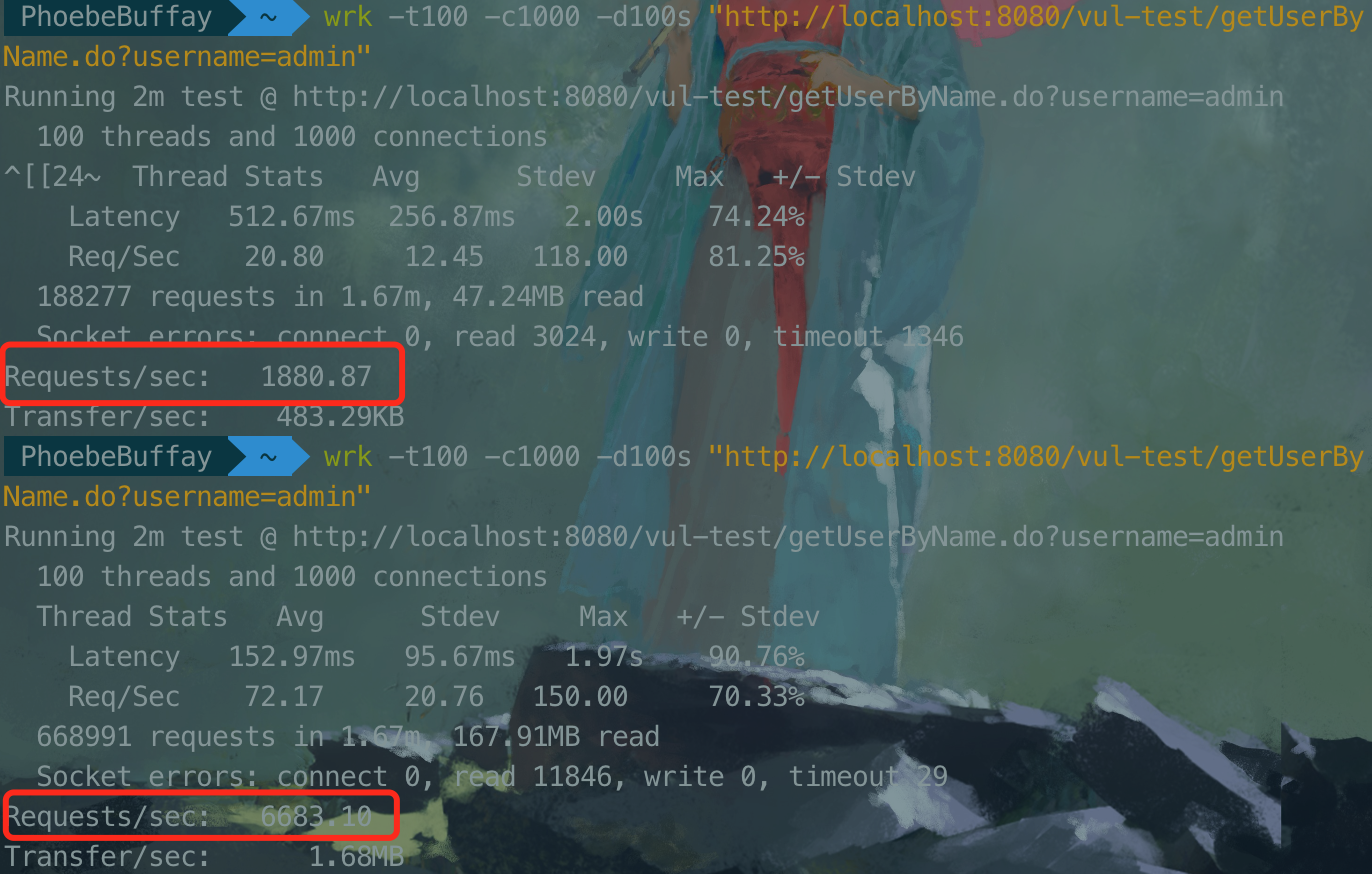 PhoebeBuffay ~ wrk -t100 -c1000 -d100s "http://localhost:8080/vul-test/getUserBy
Name.do?username=admin"
Running 2m test @ http://localhost:8080/vul-test/getUserByName.do?username=admin
100 threads and 1000 connections
^[[24~ Thread Stats Avg Stdev Max +/- Stdev
Latency 512.67ms 256.87ms 2.00s 74.24%
Req/Sec 20.80 12.45 118.00 81.25%
188277 requests in 1.67m, 47.24MB read
Socket errors: connect 0, read 3024, write 0, timeout 1346
Requests/sec: 1880.87
Transfer/sec: 483.29KB
PhoebeBuffay ~ wrk -t100 -c1000 -d100s "http://localhost:8080/vul-test/getUserBy
Name.do?username=admin"
Running 2m test @ http://localhost:8080/vul-test/getUserByName.do?username=admin
100 threads and 1000 connections
Thread Stats Avg Stdev Max +/- Stdev
Latency 152.97ms 95.67ms 1.97s 90.76%
Req/Sec 72.17 20.76 150.00 70.33%
668991 requests in 1.67m, 167.91MB read
Socket errors: connect 0, read 11846, write 0, timeout 29
Requests/sec: 6683.10
Transfer/sec: 1.68MB